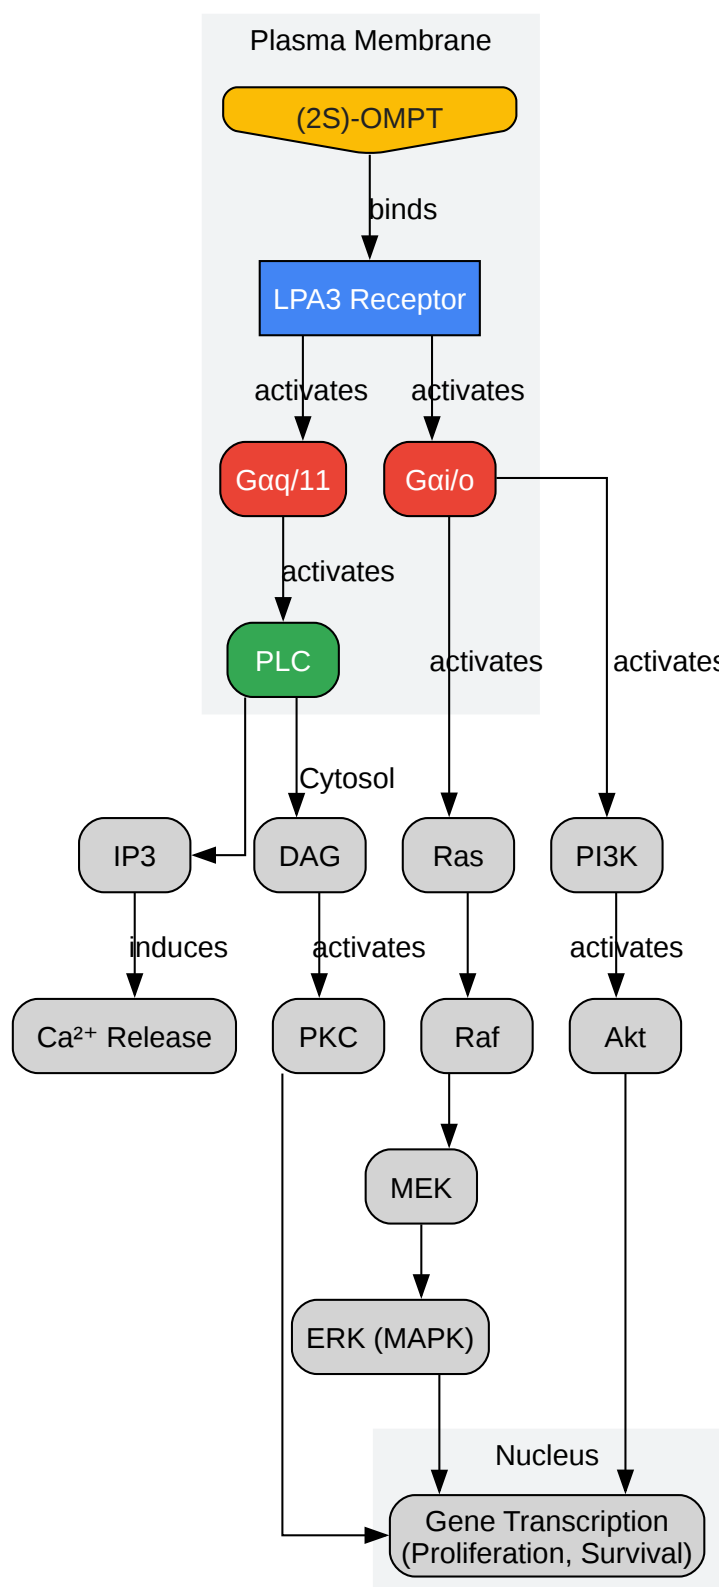 Plasma Membrane
(2S)-OMPT
binds
LPA3 Receptor
activates
activates
Gαq/11
Gαi/o
activates
PLC
activates
activates
Cytosol
IP3
DAG
Ras
PI3K
induces
activates
activates
Ca²⁺ Release
PKC
Raf
Akt
MEK
ERK (MAPK)
Nucleus
Gene Transcription
(Proliferation, Survival)